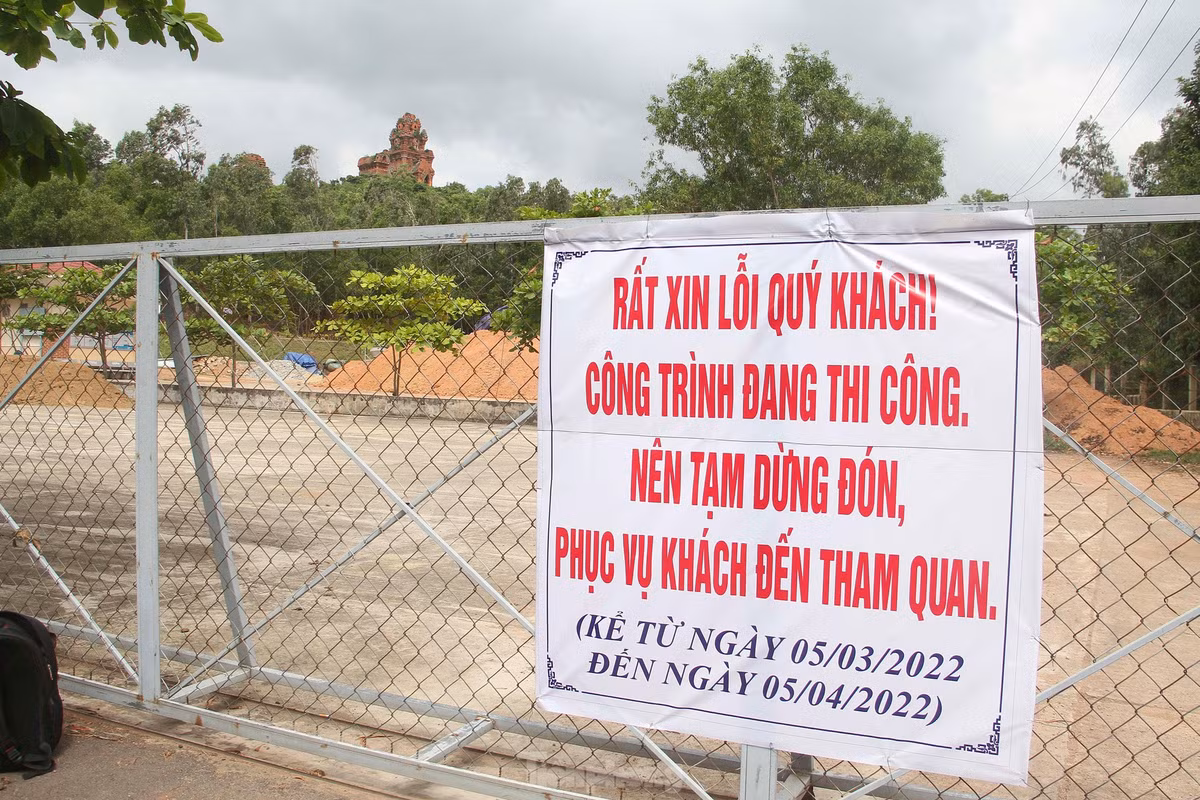 RẤT XIN LỖI QUÝ KHÁCH!
CÔNG TRÌNH ĐANG THI CÔNG.
NÊN TẠM DỪNG ĐÓN,
PHỤC VỤ KHÁCH ĐẾN THAM QUAN.
(KỂ TỪ NGÀY 05/03/2022
ĐẾN NGÀY 05/04/2022)